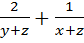 2/(y+z) + 1/(x+z)